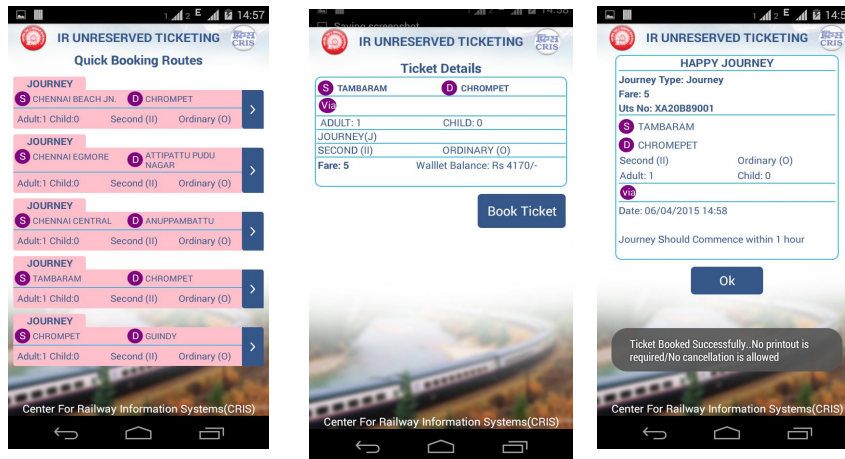 1 2 E 14:57
IR UNRESERVED TICKETING
CRIS
Quick Booking Routes
JOURNEY
S CHENNAI BEACH JN. D CHROMPET
Adult:1 Child:0 Second (II) Ordinary (O)
JOURNEY
S CHENNAI EGMORE D ATTIPATTU PUDU
NAGAR
Adult:1 Child:0 Second (II) Ordinary (O)
JOURNEY
S CHENNAI CENTRAL D ANUPPAMBATTU
Adult:1 Child:0 Second (II) Ordinary (O)
JOURNEY
S TAMBARAM D CHROMPET
Adult:1 Child:0 Second (II) Ordinary (O)
JOURNEY
S CHROMPET D GUINDY
Adult:1 Child:0 Second (II) Ordinary (O)
Center For Railway Information Systems(CRIS)
Saving screenshot
IR UNRESERVED TICKETING
CRIS
Ticket Details
S TAMBARAM D CHROMPET
Via
ADULT: 1 CHILD: 0
JOURNEY(J)
SECOND (II) ORDINARY (O)
Fare: 5 Walllet Balance: Rs 4170/-
Book Ticket
Center For Railway Information Systems(CRIS)
1 2 E 14:5
IR UNRESERVED TICKETING
CRIS
HAPPY JOURNEY
Journey Type: Journey
Fare: 5
Uts No: XA20B89001
S TAMBARAM
D CHROMEPET
Second (II) Ordinary (O)
Adult: 1 Child: 0
via
Date: 06/04/2015 14:58
Journey Should Commence within 1 hour
Ok
Ticket Booked Successfully..No printout is
required/No cancellation is allowed
Center For Railway Information Systems(CRIS)